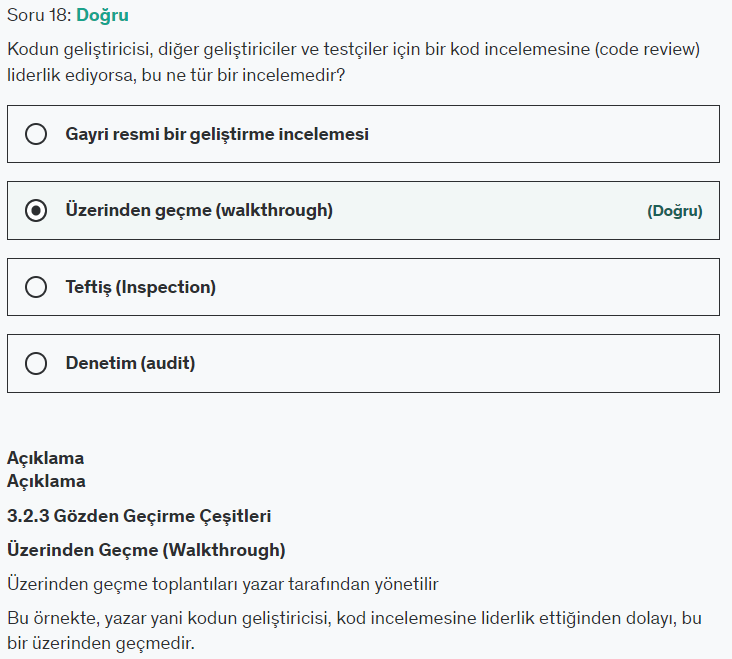 Soru 18: Doğru
Kodun geliştiricisi, diğer geliştiriciler ve testçiler için bir kod incelemesine (code review)
liderlik ediyorsa, bu ne tür bir incelemedir?
Gayri resmi bir geliştirme incelemesi
Üzerinden geçme (walkthrough)
(Doğru)
Teftiş (Inspection)
Denetim (audit)
Açıklama
Açıklama
3.2.3 Gözden Geçirme Çeşitleri
Üzerinden Geçme (Walkthrough)
Üzerinden geçme toplantıları yazar tarafından yönetilir
Bu örnekte, yazar yani kodun geliştiricisi, kod incelemesine liderlik ettiğinden dolayı, bu
bir üzerinden geçmedir.